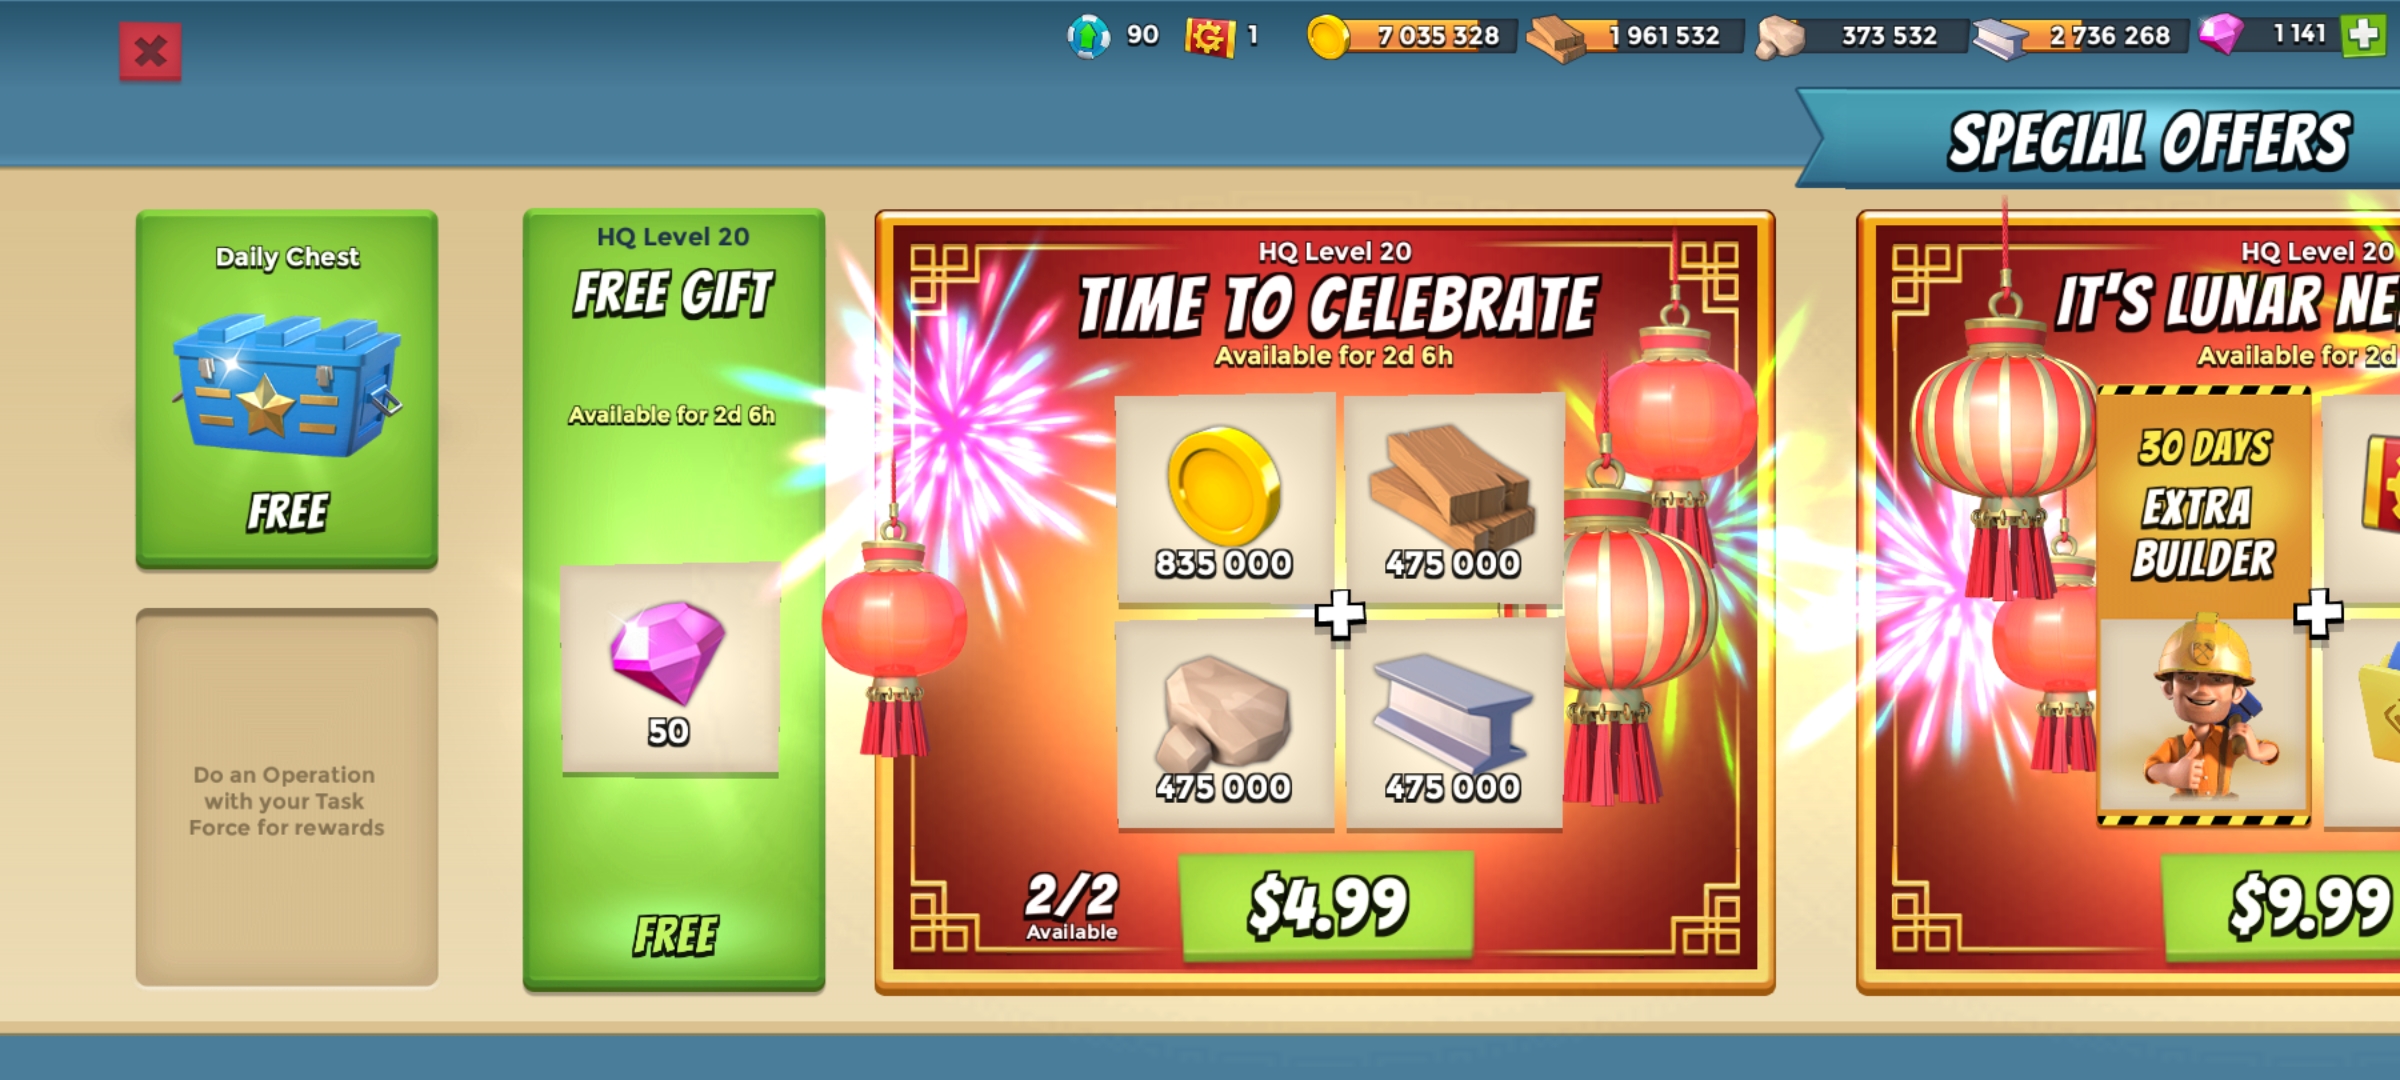 90 1 7 035 328 1 961 532 373 532 2 736 268 1 141
SPECIAL OFFERS
Daily Chest
FREE
Do an Operation
with your Task
Force for rewards
HQ Level 20
FREE GIFT
Available for 2d 6h
50
FREE
HQ Level 20
TIME TO CELEBRATE
Available for 2d 6h
835 000 475 000
475 000 475 000
2/2
Available
$4.99
HQ Level 20
IT'S LUNAR NE
Available for 2d
30 DAYS
EXTRA
BUILDER
$9.99